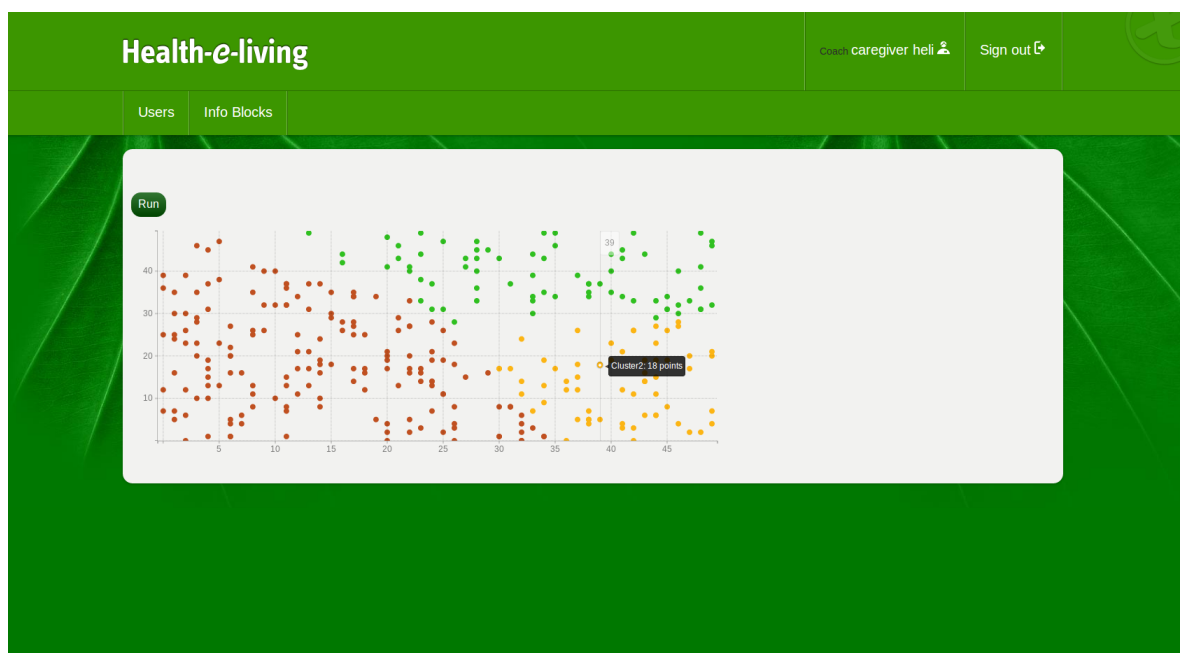 Health-e-living
Coach caregiver heli
Sign out
Users
Info Blocks
Run
39
40
30
20
10
Cluster2: 18 points
5
10
15
20
25
30
35
40
45